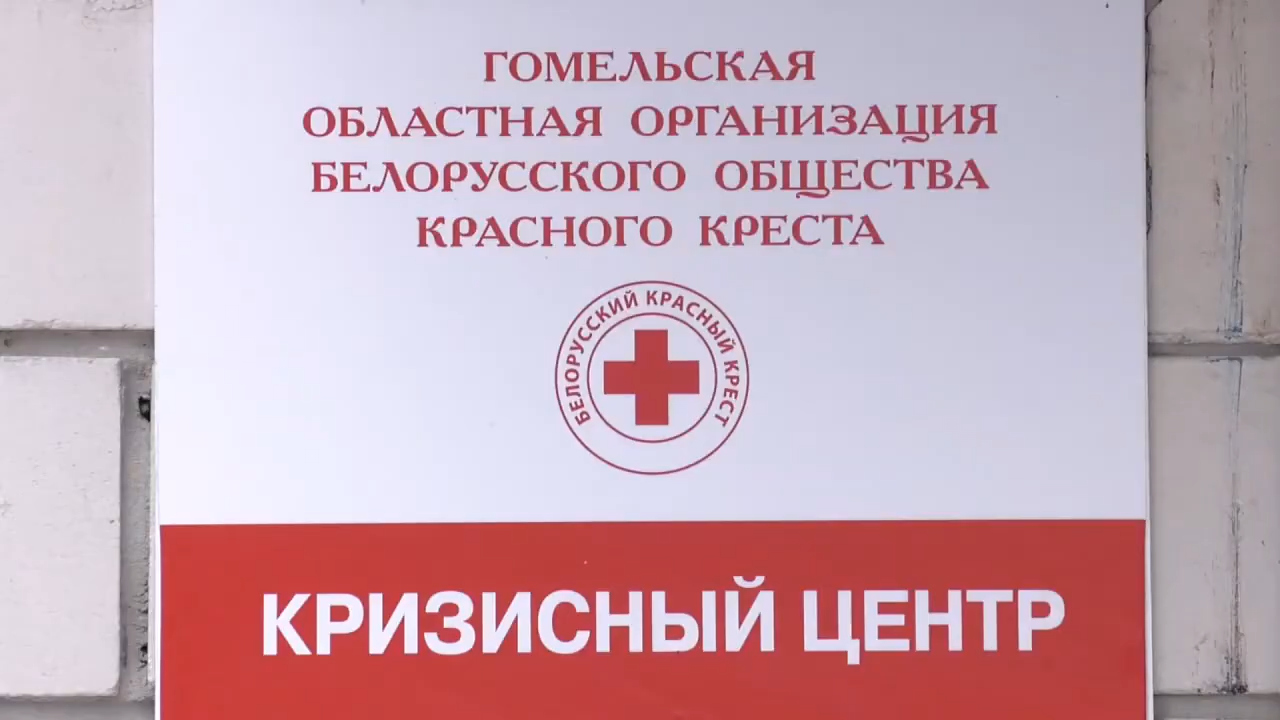 ГОМЕЛЬСКАЯ
ОБЛАСТНАЯ ОРГАНИЗАЦИЯ
БЕЛОРУССКОГО ОБЩЕСТВА
КРАСНОГО КРЕСТА
БЕЛОРУССКИЙ КРАСНЫЙ КРЕСТ
КРИЗИСНЫЙ ЦЕНТР